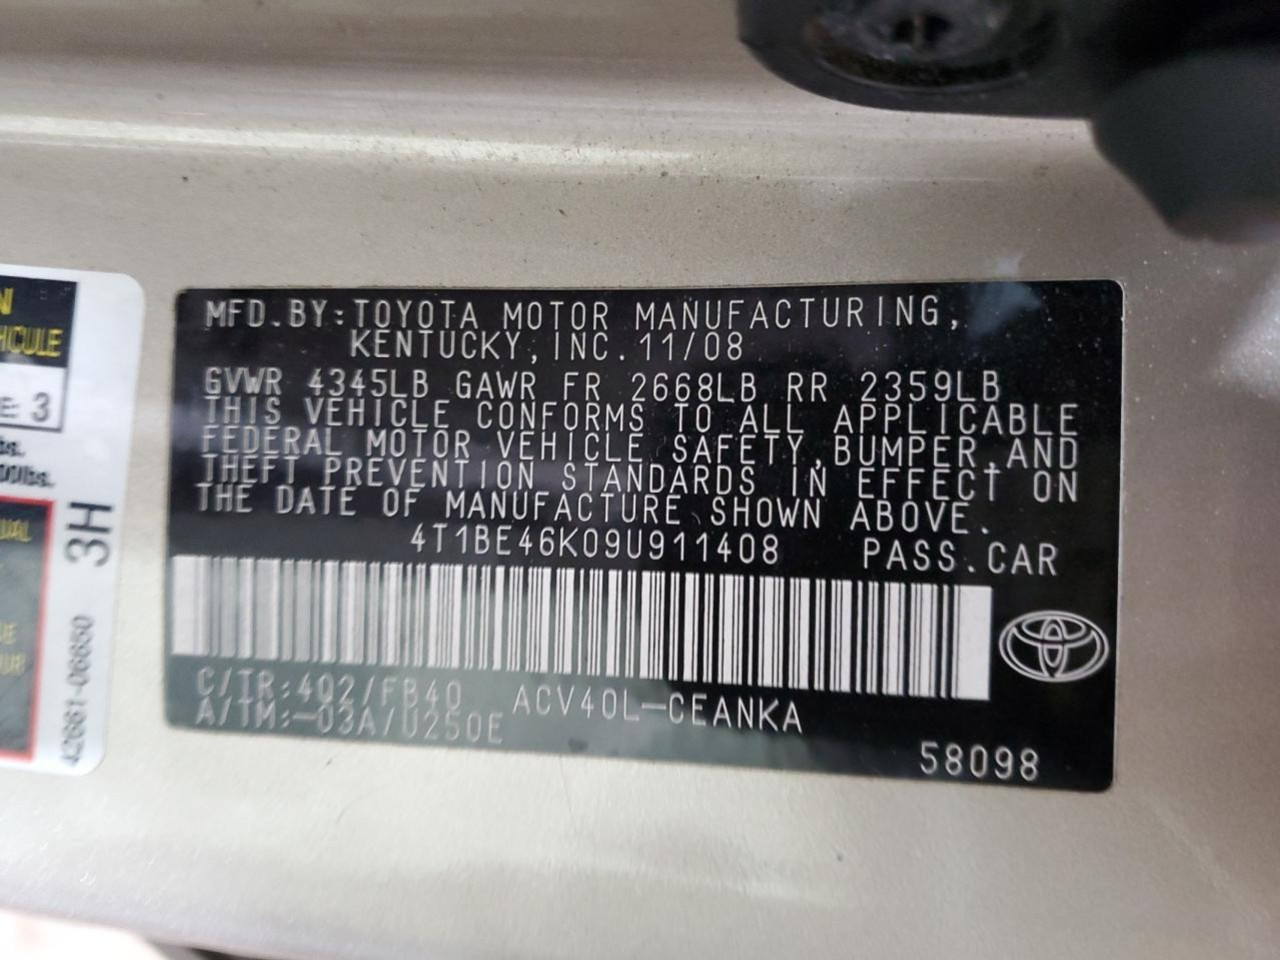 MFD.BY:TOYOTA MOTOR MANUFACTURING,
KENTUCKY,INC.11/08
GVWR 4345LB GAWR FR 2668LB RR 2359LB
THIS VEHICLE CONFORMS TO ALL APPLICABLE
FEDERAL MOTOR VEHICLE SAFETY,BUMPER,AND
THEFT PREVENTION STANDARDS IN EFFECT ON
THE DATE OF MANUFACTURE SHOWN ABOVE.
4T1BE46K09U911408 PASS.CAR
C/TR:4Q2/FB40 ACV40L-CEANKA
A/TM:-03A/U250E
58098
3
3H
42661-06650